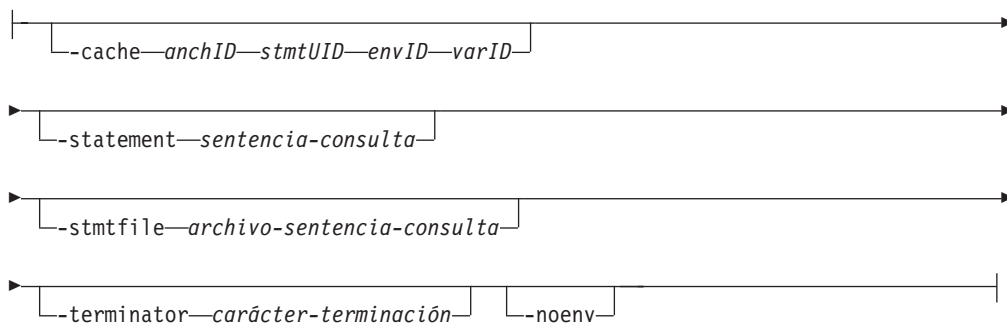 -cache anchID stmtUID envID varID
-statement sentencia-consulta
-stmtfile archivo-sentencia-consulta
-terminator carácter-terminación -noenv